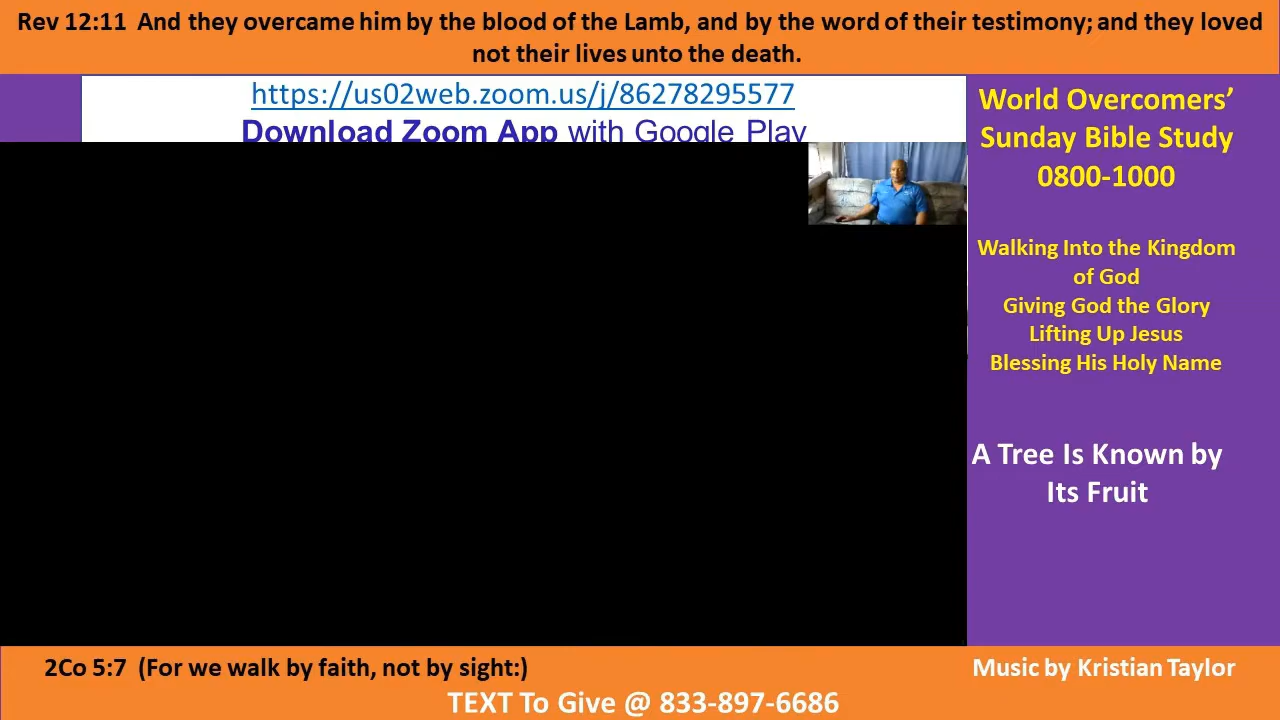 Rev 12:11  And they overcame him by the blood of the Lamb, and by the word of their testimony; and they loved
not their lives unto the death.
https://us02web.zoom.us/j/86278295577
Download Zoom App with Google Play
World Overcomers’
Sunday Bible Study
0800-1000
Walking Into the Kingdom
of God
Giving God the Glory
Lifting Up Jesus
Blessing His Holy Name
A Tree Is Known by
Its Fruit
2Co 5:7  (For we walk by faith, not by sight:)
Music by Kristian Taylor
TEXT To Give @ 833-897-6686